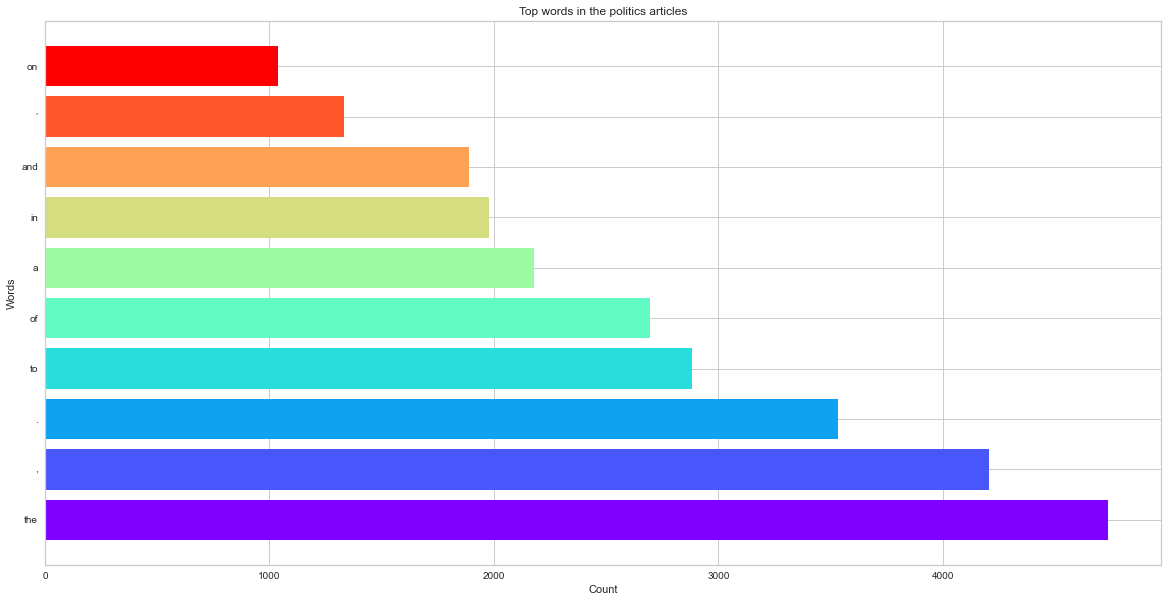 Top words in the politics articles
on
'
and
in
a
of
to
.
,
the
Words
0 1000 2000 3000 4000
Count